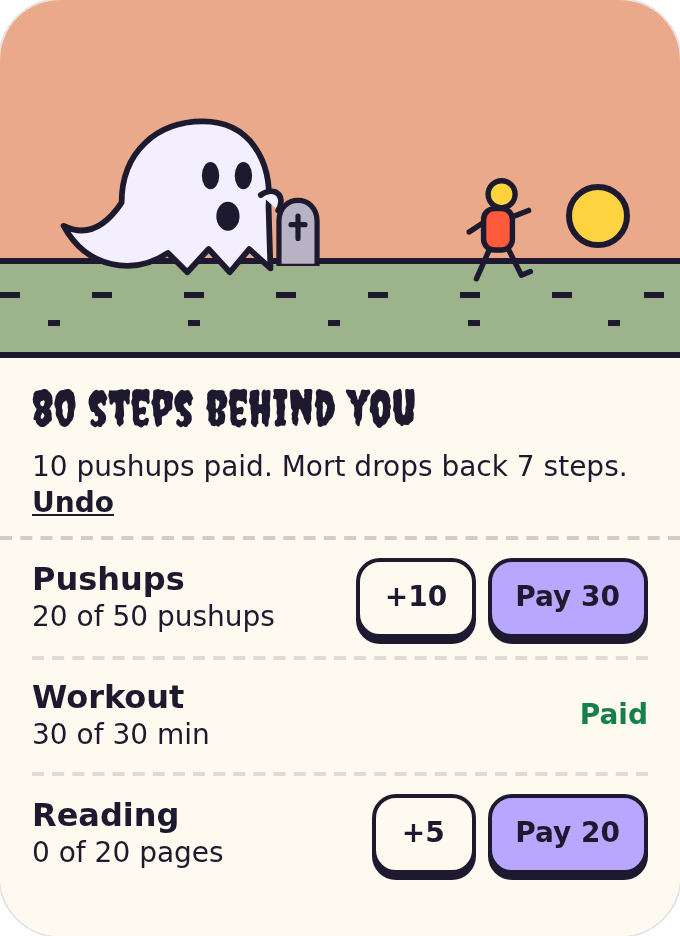 80 STEPS BEHIND YOU
10 pushups paid. Mort drops back 7 steps.
Undo
Pushups
20 of 50 pushups
+10
Pay 30
Workout
30 of 30 min
Paid
Reading
0 of 20 pages
+5
Pay 20